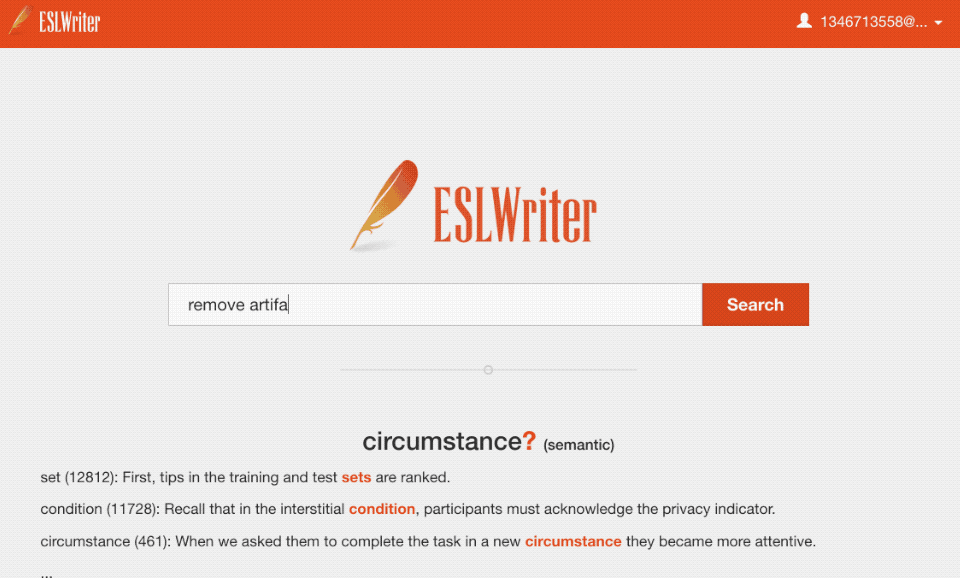 ESLWriter
1346713558@...
ESLWriter
remove artifa
Search
circumstance? (semantic)
set (12812): First, tips in the training and test sets are ranked.
condition (11728): Recall that in the interstitial condition, participants must acknowledge the privacy indicator.
circumstance (461): When we asked them to complete the task in a new circumstance they became more attentive.
...